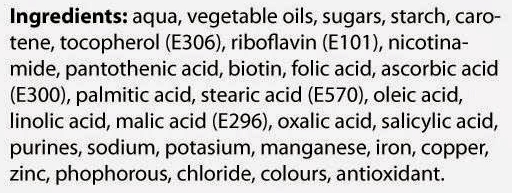 Ingredients: aqua, vegetable oils, sugars, starch, caro-
tene, tocopherol (E306), riboflavin (E101), nicotina-
mide, pantothenic acid, biotin, folic acid, ascorbic acid
(E300), palmitic acid, stearic acid (E570), oleic acid,
linolic acid, malic acid (E296), oxalic acid, salicylic acid,
purines, sodium, potasium, manganese, iron, copper,
zinc, phophorous, chloride, colours, antioxidant.